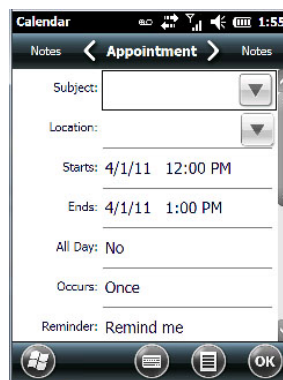 Calendar 1:55
Notes Appointment Notes
Subject:
Location:
Starts: 4/1/11 12:00 PM
Ends: 4/1/11 1:00 PM
All Day: No
Occurs: Once
Reminder: Remind me
OK